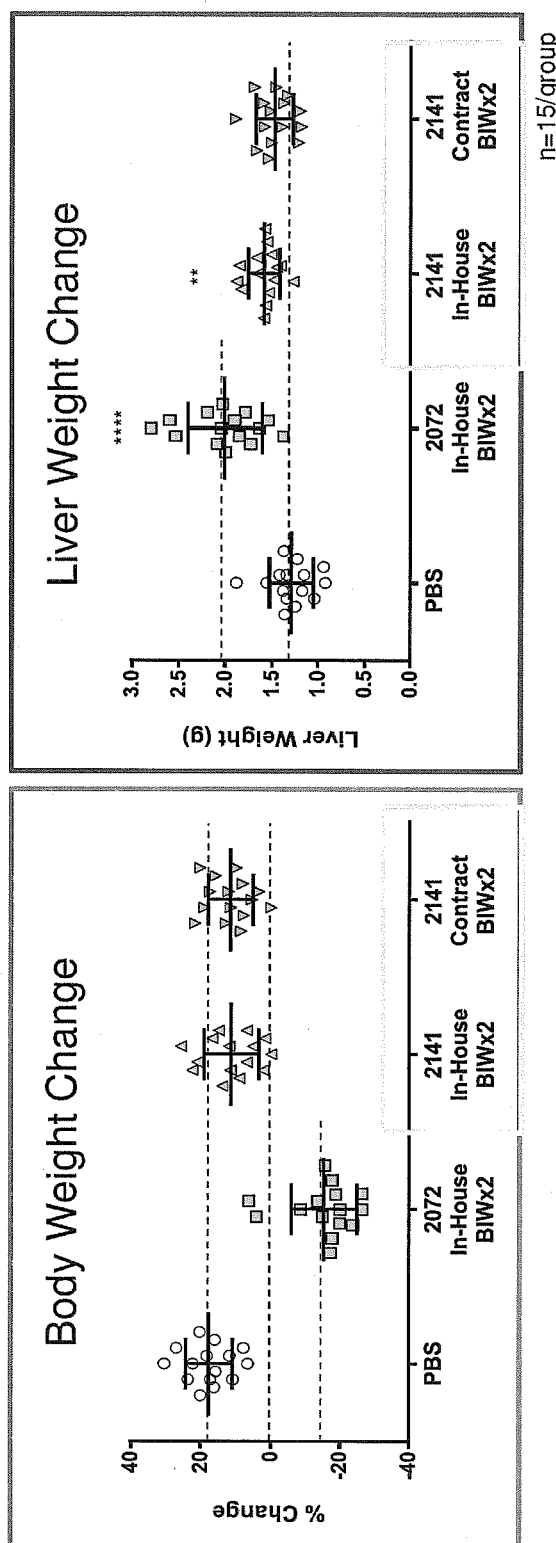 Body Weight Change
% Change
40
20
0
-20
-40
PBS
2072
In-House
BIWx2
2141
In-House
BIWx2
2141
Contract
BIWx2
Liver Weight Change
Liver Weight (g)
3.0
2.5
2.0
1.5
1.0
0.5
0.0
****
**
PBS
2072
In-House
BIWx2
2141
In-House
BIWx2
2141
Contract
BIWx2
n=15/group